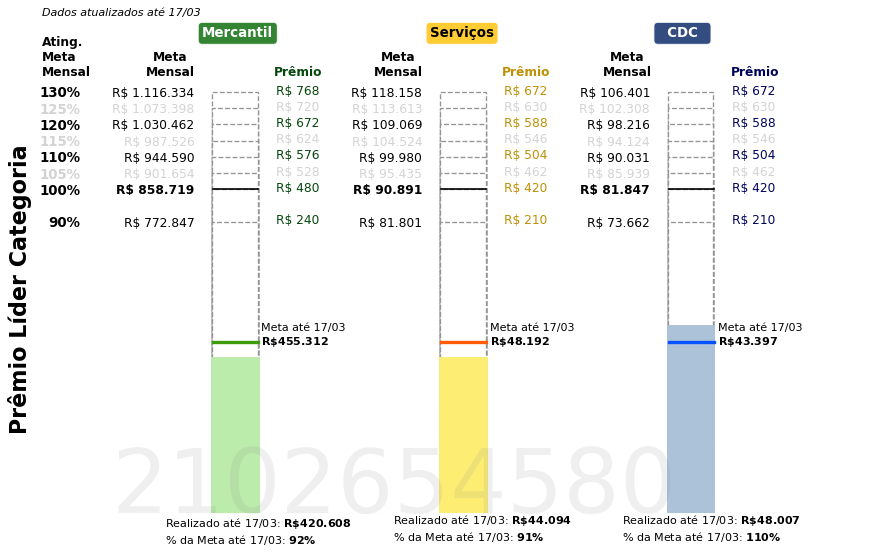 Dados atualizados até 17/03
Mercantil Serviços CDC
Ating. Meta Mensal Meta Mensal Prêmio Meta Mensal Prêmio Meta Mensal Prêmio
130% R$ 1.116.334 R$ 768 R$ 118.158 R$ 672 R$ 106.401 R$ 672
125% R$ 1.073.398 R$ 720 R$ 113.613 R$ 630 R$ 102.308 R$ 630
120% R$ 1.030.462 R$ 672 R$ 109.069 R$ 588 R$ 98.216 R$ 588
115% R$ 987.526 R$ 624 R$ 104.524 R$ 546 R$ 94.124 R$ 546
110% R$ 944.590 R$ 576 R$ 99.980 R$ 504 R$ 90.031 R$ 504
105% R$ 901.654 R$ 528 R$ 95.435 R$ 462 R$ 85.939 R$ 462
100% R$ 858.719 R$ 480 R$ 90.891 R$ 420 R$ 81.847 R$ 420
90% R$ 772.847 R$ 240 R$ 81.801 R$ 210 R$ 73.662 R$ 210
Prêmio Líder Categoria
Meta até 17/03 Meta até 17/03 Meta até 17/03
R$455.312 R$48.192 R$43.397
2102654580
Realizado até 17/03: R$420.608 Realizado até 17/03: R$44.094 Realizado até 17/03: R$48.007
% da Meta até 17/03: 92% % da Meta até 17/03: 91% % da Meta até 17/03: 110%